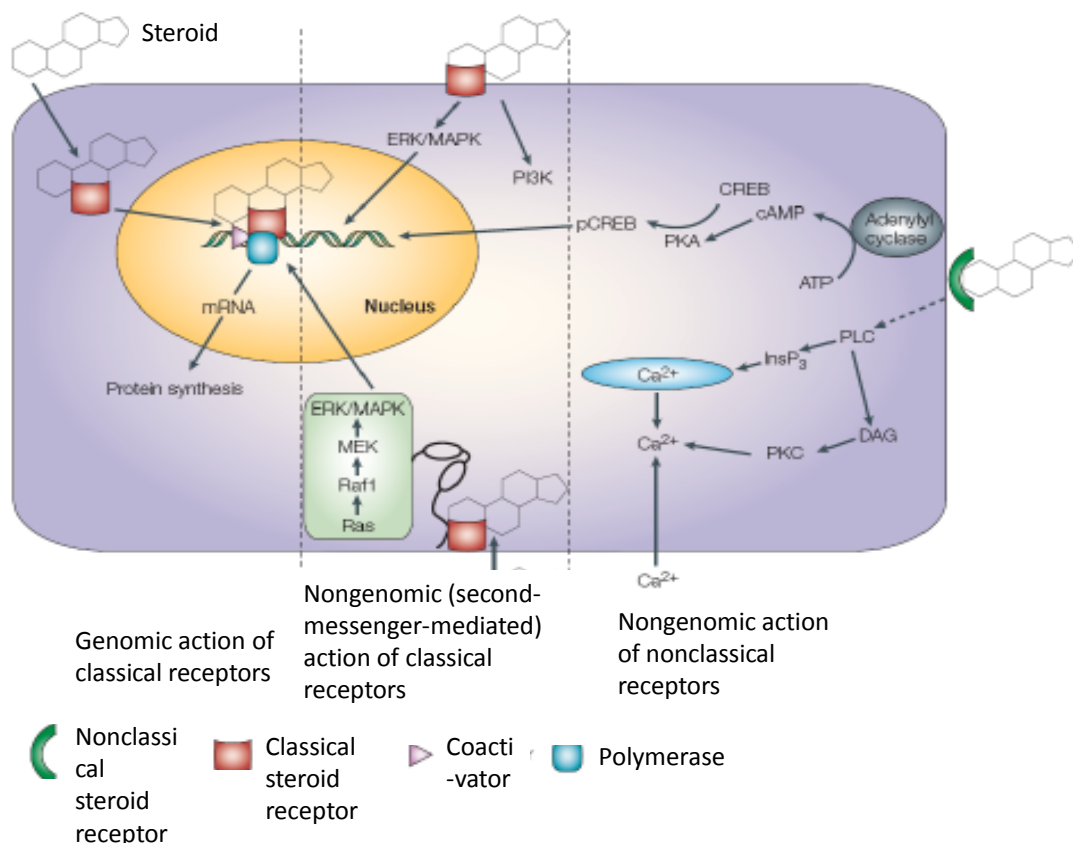 Steroid
ERK/MAPK
PI3K
CREB
cAMP
Adenylyl
cyclase
pCREB
PKA
ATP
mRNA
Nucleus
PLC
InsP3
Ca2+
Protein synthesis
ERK/MAPK
MEK
Raf1
Ras
Ca2+
PKC
DAG
Ca2+
Genomic action of
classical receptors
Nongenomic (second-
messenger-mediated)
action of classical
receptors
Nongenomic action
of nonclassical
receptors
Nonclassi
cal
steroid
receptor
Classical
steroid
receptor
Coacti
-vator
Polymerase